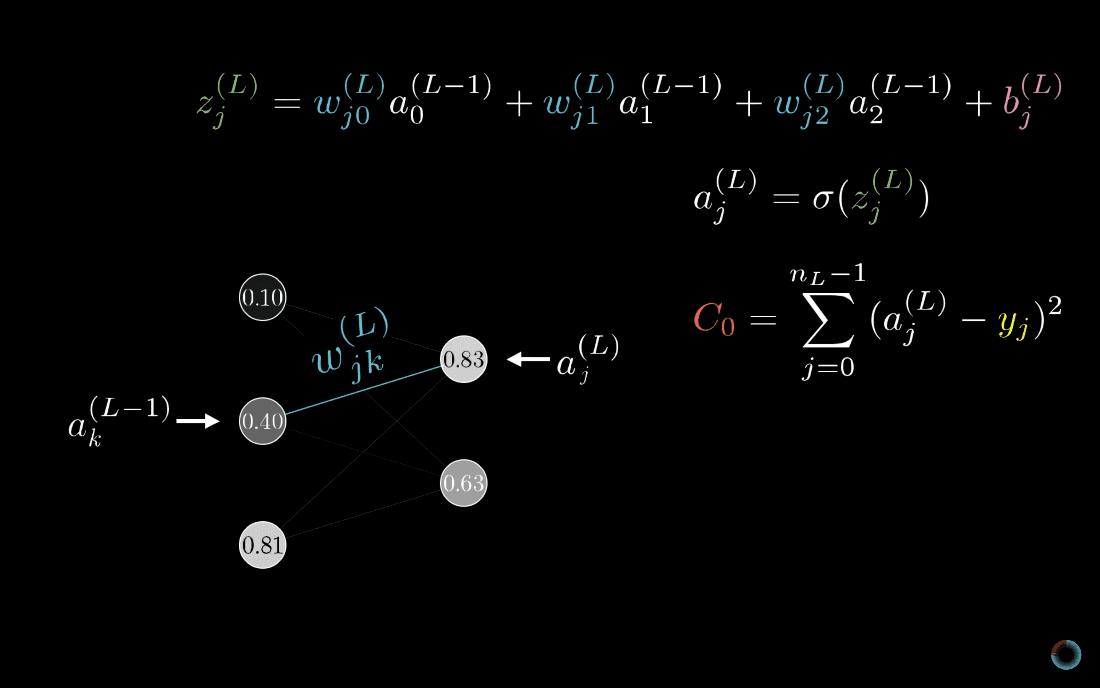 z_j^{(L)} = w_{j0}^{(L)} a_0^{(L-1)} + w_{j1}^{(L)} a_1^{(L-1)} + w_{j2}^{(L)} a_2^{(L-1)} + b_j^{(L)}
a_j^{(L)} = σ(z_j^{(L)})
C_0 = \sum_{j=0}^{n_L-1} (a_j^{(L)} - y_j)^2
0.10
w_{jk}^{(L)}
0.83
a_j^{(L)}
a_k^{(L-1)}
0.40
0.63
0.81